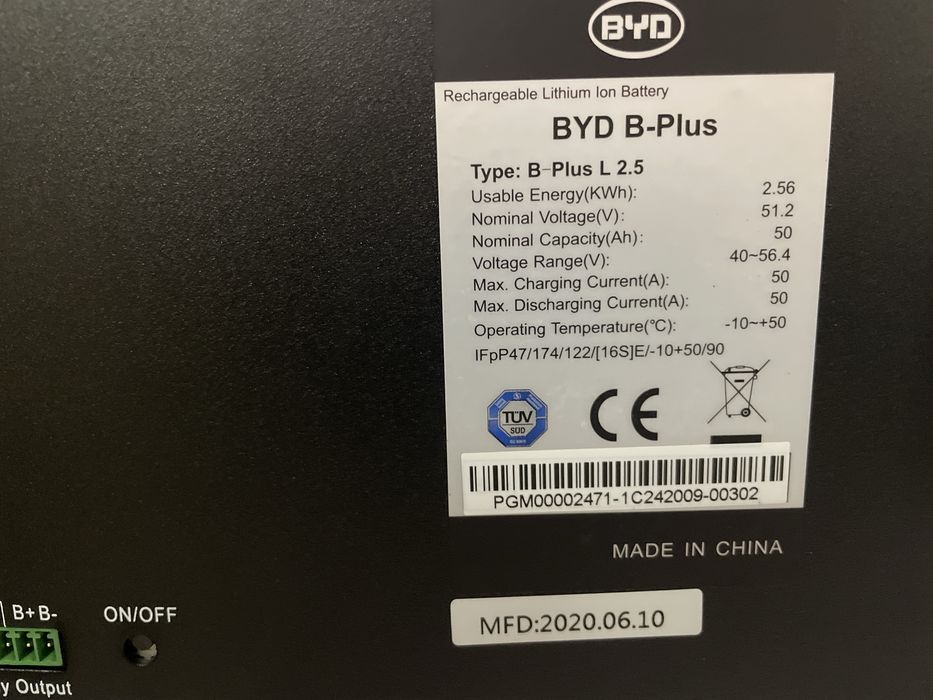 BYD
Rechargeable Lithium Ion Battery
BYD B-Plus
Type: B-Plus L 2.5
Usable Energy(KWh): 2.56
Nominal Voltage(V): 51.2
Nominal Capacity(Ah): 50
Voltage Range(V): 40~56.4
Max. Charging Current(A): 50
Max. Discharging Current(A): 50
Operating Temperature(℃): -10~+50
IFpP47/174/122/[16S]E/-10+50/90
TÜV
SÜD
CE
PGM00002471-1C242009-00302
MADE IN CHINA
MFD:2020.06.10
B+ B-
ON/OFF
y Output